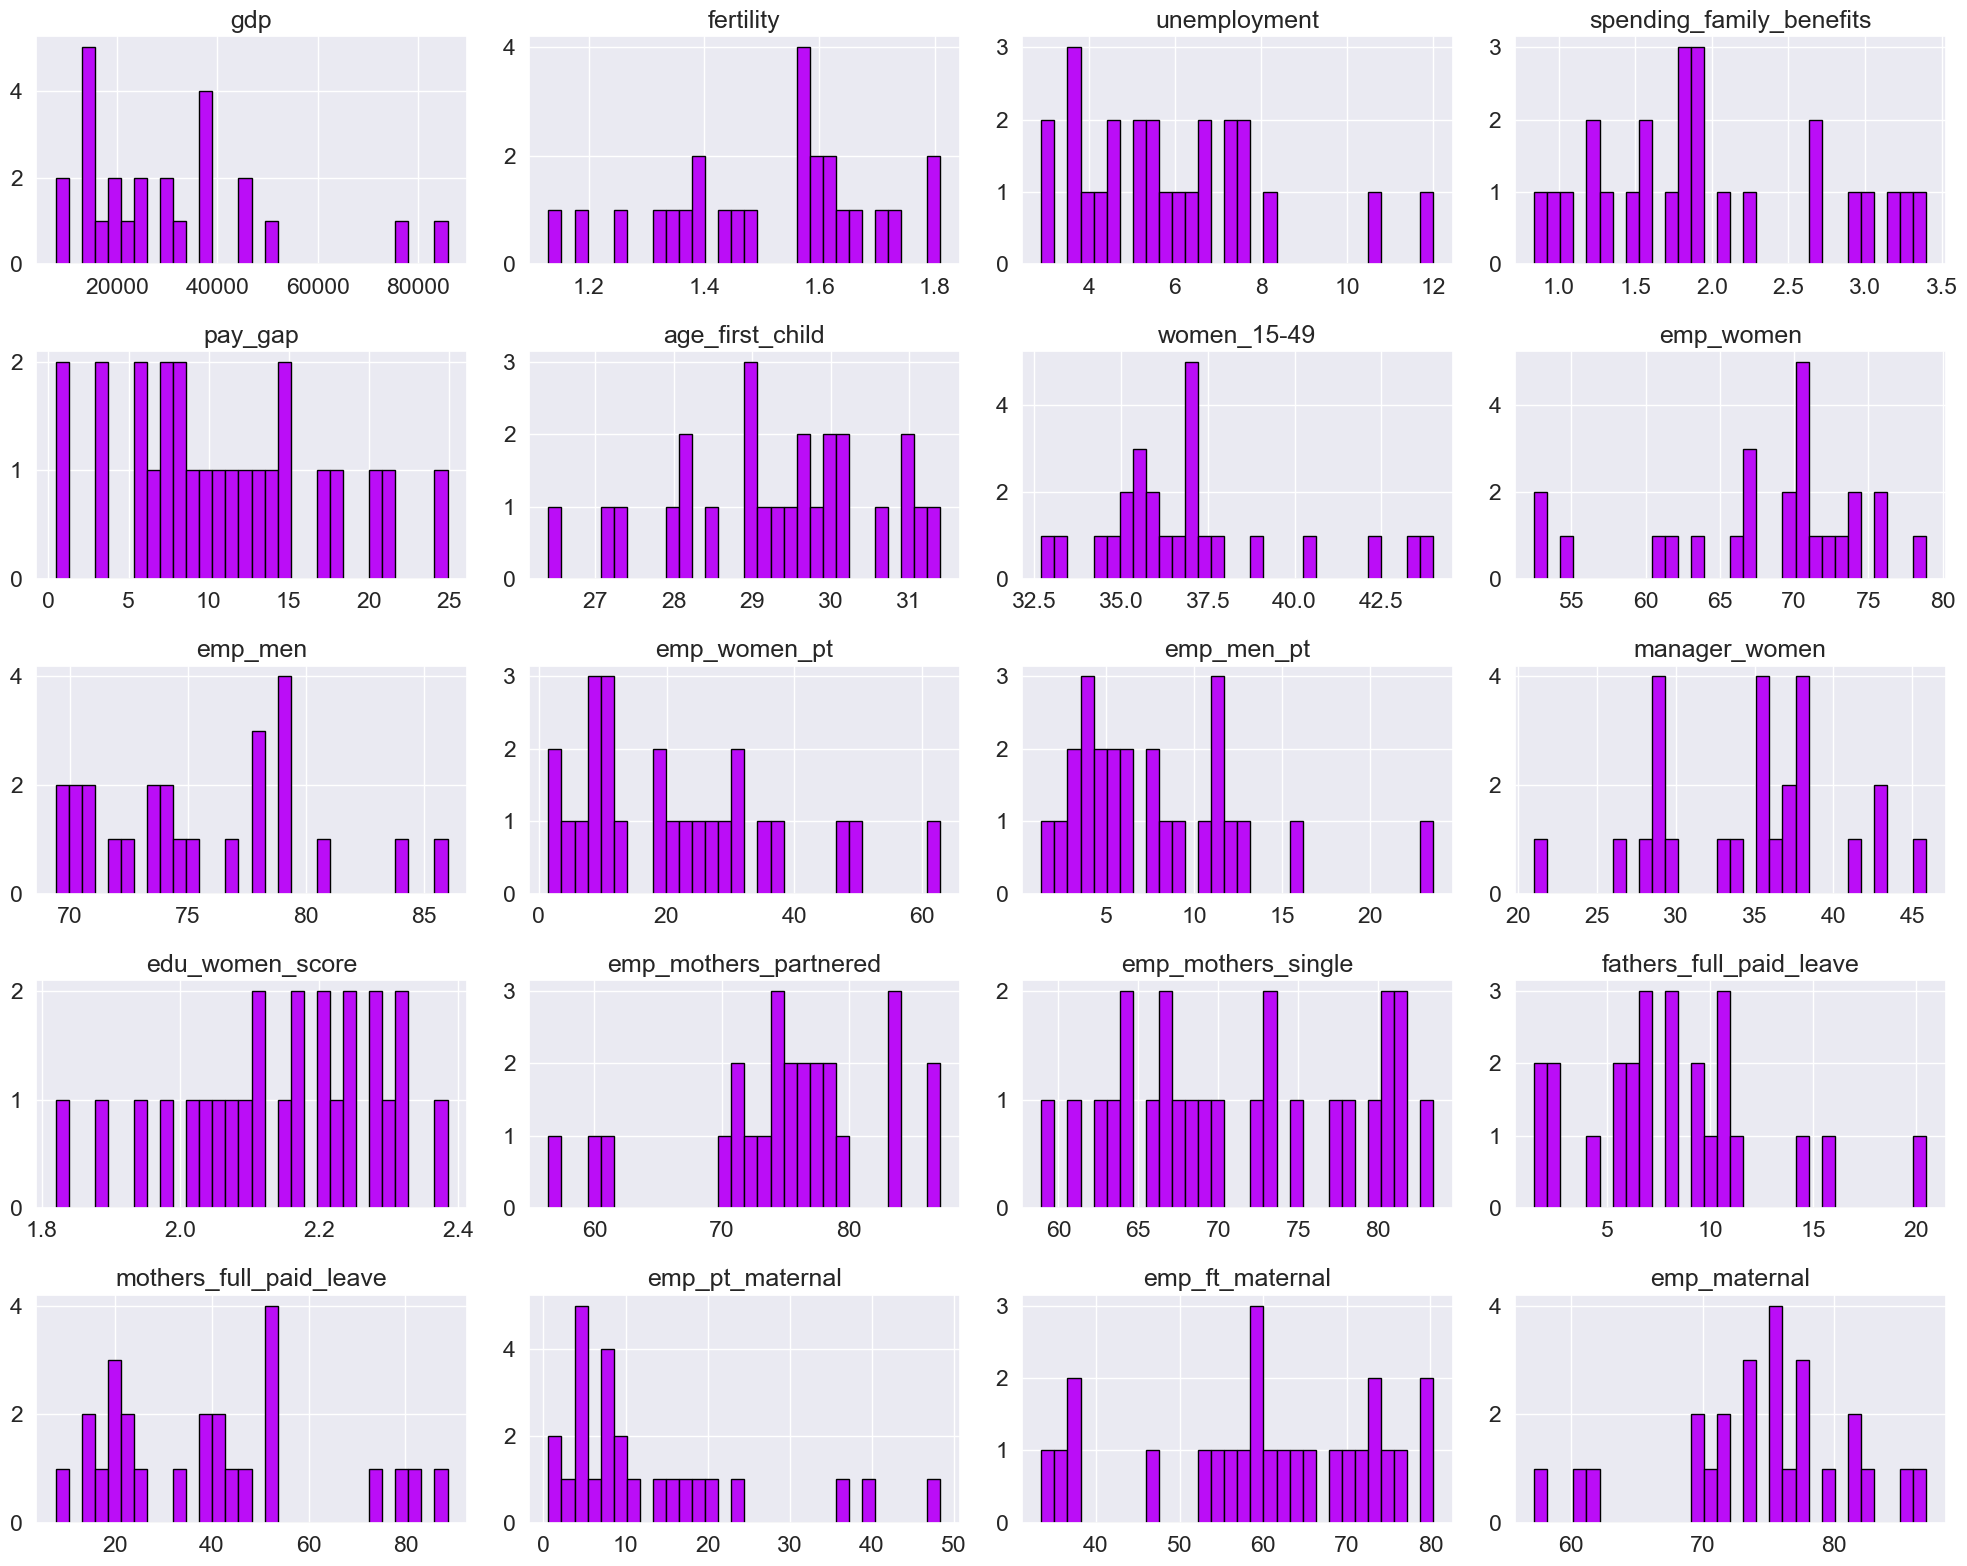 gdp fertility unemployment spending_family_benefits
4 4 3 3
2 2 2 2
1 1
0 0 0 0
20000 40000 60000 80000 1.2 1.4 1.6 1.8 4 6 8 10 12 1.0 1.5 2.0 2.5 3.0 3.5
pay_gap age_first_child women_15-49 emp_women
2 3 4 4
1 2 2 2
1
0 0 0 0
0 5 10 15 20 25 27 28 29 30 31 32.5 35.0 37.5 40.0 42.5 55 60 65 70 75 80
emp_men emp_women_pt emp_men_pt manager_women
4 3 3 4
2 2 2 2
1 1
0 0 0 0
70 75 80 85 0 20 40 60 5 10 15 20 20 25 30 35 40 45
edu_women_score emp_mothers_partnered emp_mothers_single fathers_full_paid_leave
2 3 2 3
1 2 1 2
1 1
0 0 0 0
1.8 2.0 2.2 2.4 60 70 80 60 65 70 75 80 5 10 15 20
mothers_full_paid_leave emp_pt_maternal emp_ft_maternal emp_maternal
4 4 3 4
2 2 2 2
1
0 0 0 0
20 40 60 80 0 10 20 30 40 50 40 50 60 70 80 60 70 80